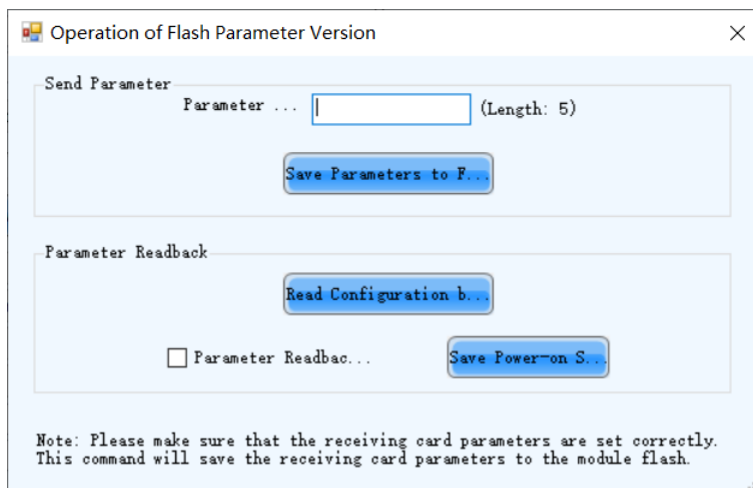 Operation of Flash Parameter Version
Send Parameter
Parameter ... (Length: 5)
Save Parameters to F...
Parameter Readback
Read Configuration b...
Parameter Readbac... Save Power-on S...
Note: Please make sure that the receiving card parameters are set correctly.
This command will save the receiving card parameters to the module flash.